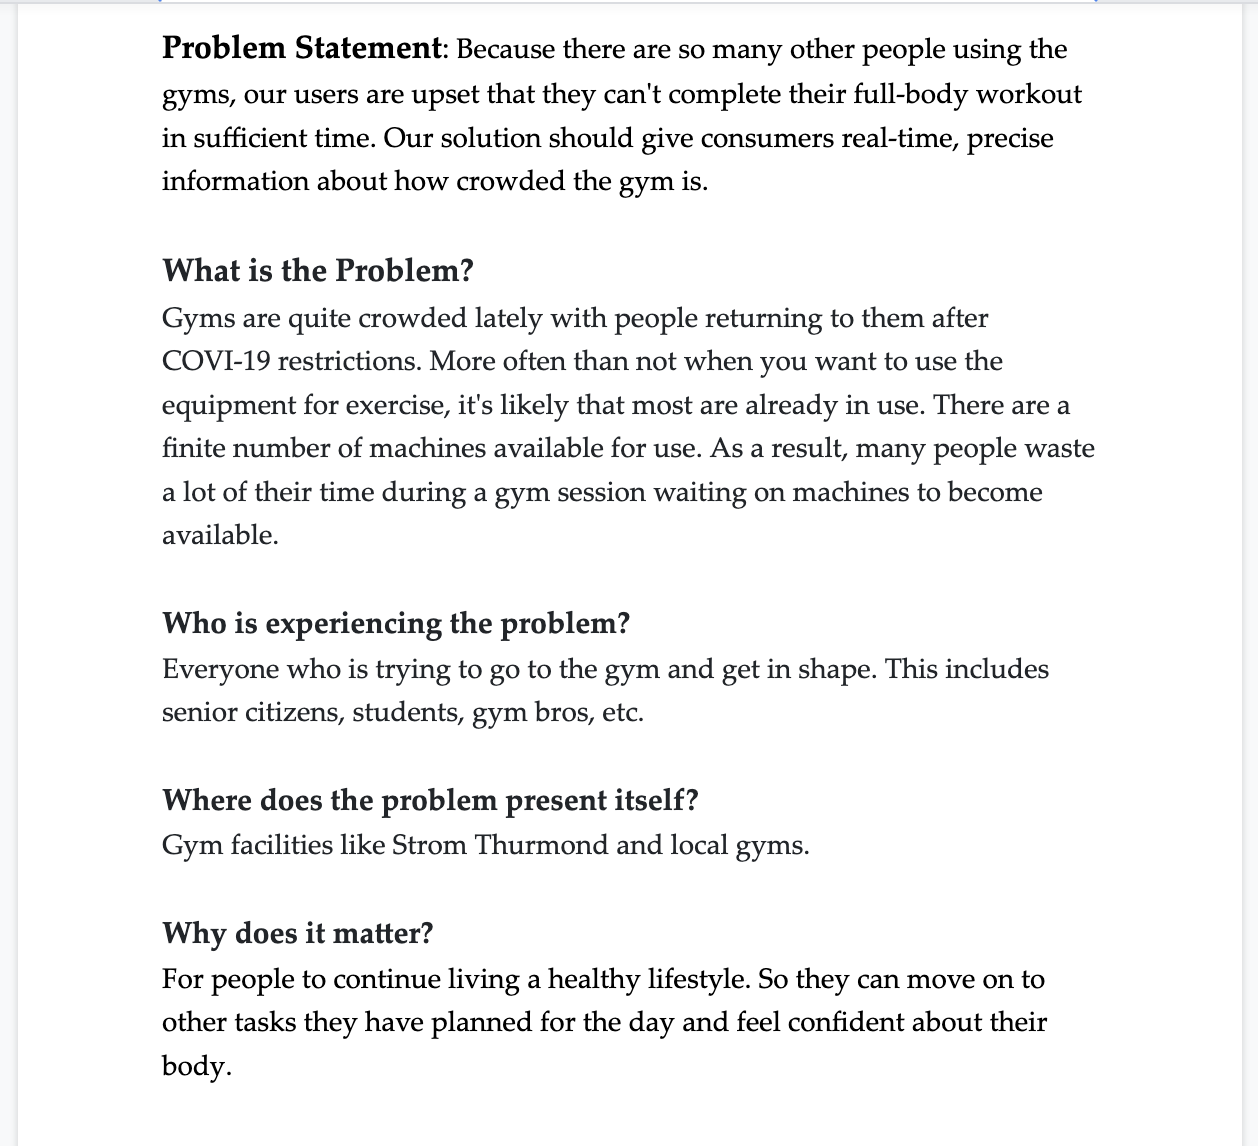 Problem Statement: Because there are so many other people using the
gyms, our users are upset that they can't complete their full-body workout
in sufficient time. Our solution should give consumers real-time, precise
information about how crowded the gym is.
What is the Problem?
Gyms are quite crowded lately with people returning to them after
COVI-19 restrictions. More often than not when you want to use the
equipment for exercise, it's likely that most are already in use. There are a
finite number of machines available for use. As a result, many people waste
a lot of their time during a gym session waiting on machines to become
available.
Who is experiencing the problem?
Everyone who is trying to go to the gym and get in shape. This includes
senior citizens, students, gym bros, etc.
Where does the problem present itself?
Gym facilities like Strom Thurmond and local gyms.
Why does it matter?
For people to continue living a healthy lifestyle. So they can move on to
other tasks they have planned for the day and feel confident about their
body.